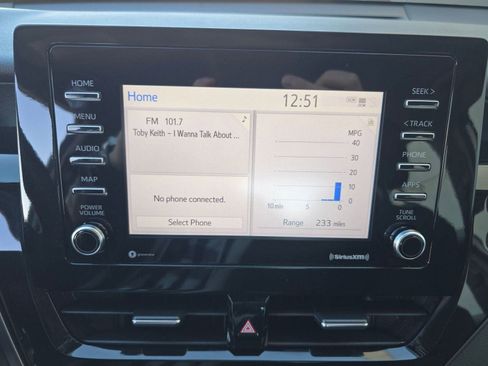 HOME
MENU
AUDIO
MAP
POWER
VOLUME
Home
12:51
FM 101.7
Toby Keith – I Wanna Talk About ...
No phone connected.
Select Phone
MPG
40
30
20
10
0
10 min 5 0
Range 233 miles
SEEK >
< TRACK
PHONE
APPS
TUNE
SCROLL
SiriusXM